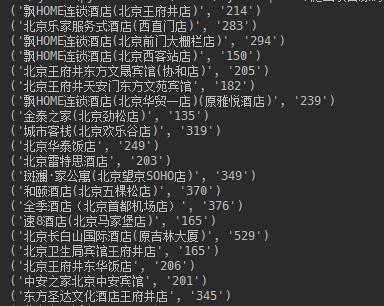 ('飘HOME连锁酒店(北京王府井店)', '214')
('北京乐家服务式酒店(西直门店)', '283')
('飘HOME连锁酒店(北京前门大栅栏店)', '294')
('飘HOME连锁酒店(北京西客站店)', '150')
('北京王府井东方文晟宾馆(协和店)', '205')
('北京王府井天安门东方文苑宾馆', '182')
('飘HOME连锁酒店(北京华贸一店)(原雅悦酒店)', '239')
('金泰之家(北京劲松店)', '135')
('城市客栈(北京欢乐谷店)', '319')
('北京华泰饭店', '249')
('北京雷特思酒店', '203')
('斑斓·家公寓(北京望京SOHO店)', '349')
('和颐酒店(北京五棵松店)', '370')
('全季酒店（北京首都机场店）', '376')
('速8酒店(北京马家堡店)', '165')
('北京长白山国际酒店(原吉林大厦)', '529')
('北京卫生局宾馆王府井店', '165')
('北京王府井东华饭店', '206')
('中安之家北京中安宾馆', '201')
('东方圣达文化酒店王府井店', '345')